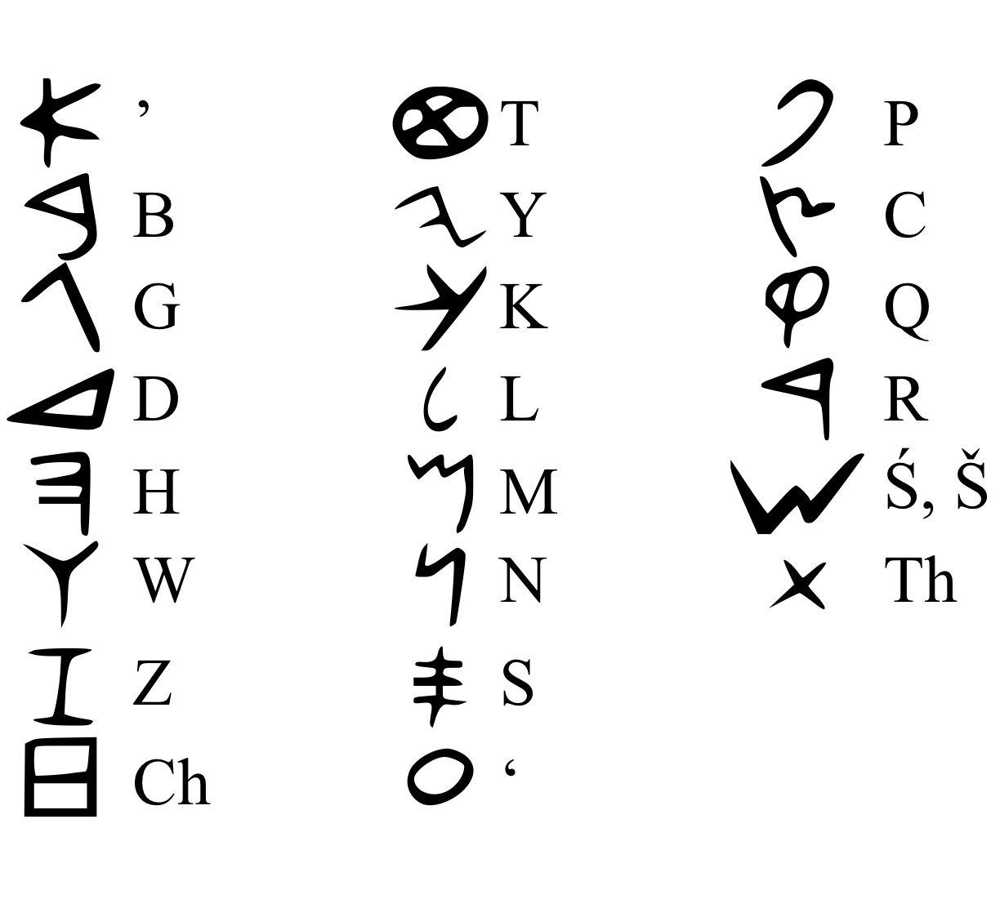 𐤀 ’
𐤁 B
𐤂 G
𐤃 D
𐤄 H
𐤅 W
𐤆 Z
𐤇 Ch
𐤈 T
𐤉 Y
𐤊 K
𐤋 L
𐤌 M
𐤍 N
𐤎 S
𐤏 ‘
𐤐 P
𐤑 C
𐤒 Q
𐤓 R
𐤔 Ś, Š
𐤕 Th